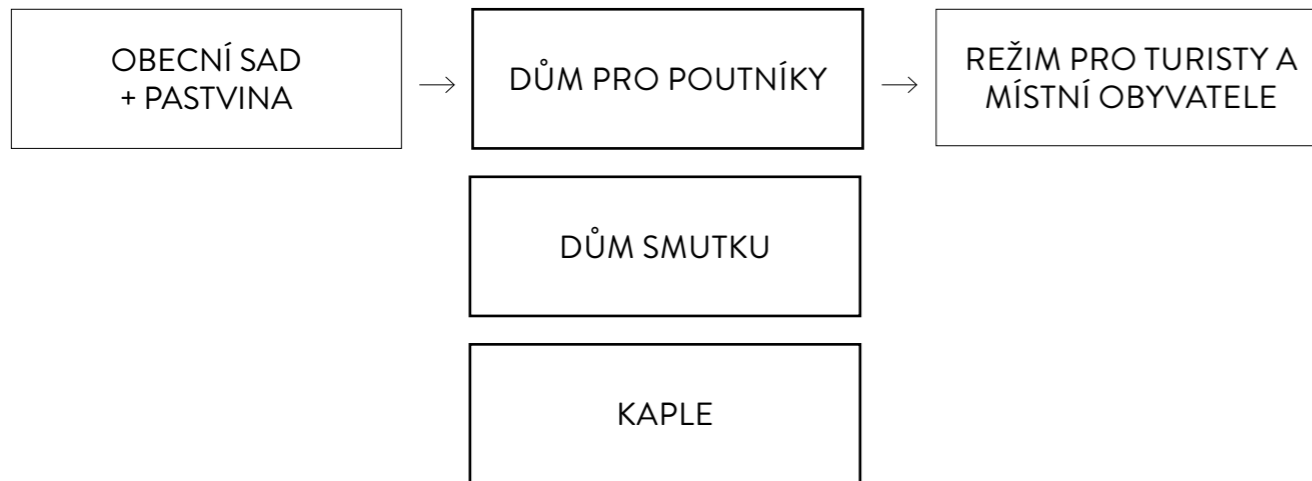 OBECNÍ SAD
+ PASTVINA
DŮM PRO POUTNÍKY
REŽIM PRO TURISTY A
MÍSTNÍ OBYVATELE
DŮM SMUTKU
KAPLE